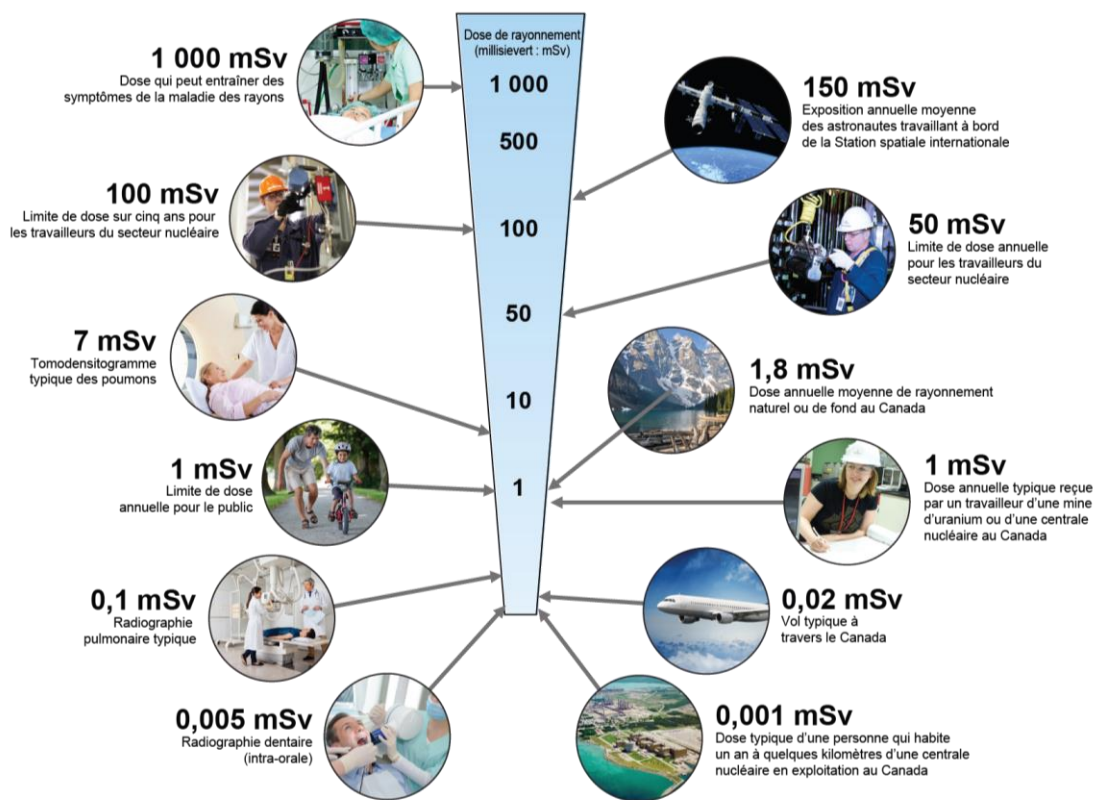 Dose de rayonnement
(millisievert : mSv)
1 000
500
100
50
10
1
1 000 mSv
Dose qui peut entraîner des
symptômes de la maladie des rayons
100 mSv
Limite de dose sur cinq ans pour
les travailleurs du secteur nucléaire
7 mSv
Tomodensitogramme
typique des poumons
1 mSv
Limite de dose
annuelle pour le public
0,1 mSv
Radiographie
pulmonaire typique
0,005 mSv
Radiographie dentaire
(intra-orale)
150 mSv
Exposition annuelle moyenne
des astronautes travaillant à bord
de la Station spatiale internationale
50 mSv
Limite de dose annuelle
pour les travailleurs du
secteur nucléaire
1,8 mSv
Dose annuelle moyenne de rayonnement
naturel ou de fond au Canada
1 mSv
Dose annuelle typique reçue
par un travailleur d'une mine
d'uranium ou d'une centrale
nucléaire au Canada
0,02 mSv
Vol typique à
travers le Canada
0,001 mSv
Dose typique d'une personne qui habite
un an à quelques kilomètres d'une centrale
nucléaire en exploitation au Canada